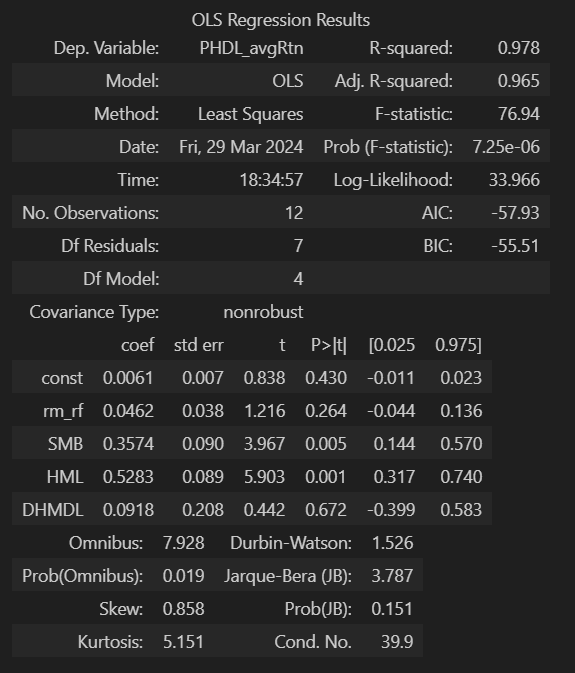 OLS Regression Results
Dep. Variable: PHDL_avgRtn R-squared: 0.978
Model: OLS Adj. R-squared: 0.965
Method: Least Squares F-statistic: 76.94
Date: Fri, 29 Mar 2024 Prob (F-statistic): 7.25e-06
Time: 18:34:57 Log-Likelihood: 33.966
No. Observations: 12 AIC: -57.93
Df Residuals: 7 BIC: -55.51
Df Model: 4
Covariance Type: nonrobust
coef std err t P>|t| [0.025 0.975]
const 0.0061 0.007 0.838 0.430 -0.011 0.023
rm_rf 0.0462 0.038 1.216 0.264 -0.044 0.136
SMB 0.3574 0.090 3.967 0.005 0.144 0.570
HML 0.5283 0.089 5.903 0.001 0.317 0.740
DHMDL 0.0918 0.208 0.442 0.672 -0.399 0.583
Omnibus: 7.928 Durbin-Watson: 1.526
Prob(Omnibus): 0.019 Jarque-Bera (JB): 3.787
Skew: 0.858 Prob(JB): 0.151
Kurtosis: 5.151 Cond. No. 39.9